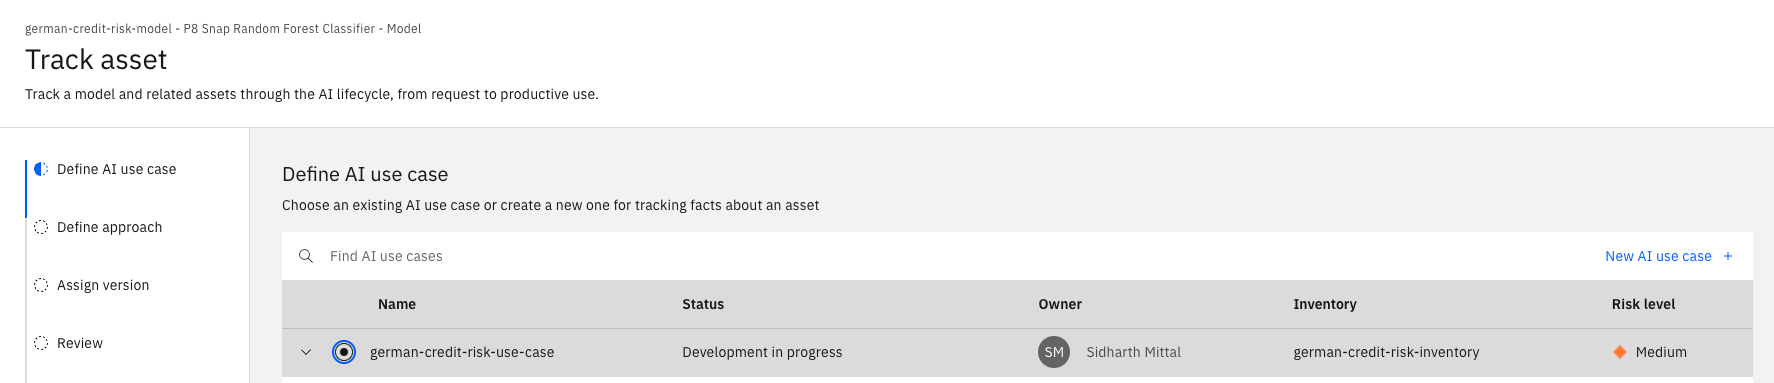 german-credit-risk-model - P8 Snap Random Forest Classifier - Model
Track asset
Track a model and related assets through the AI lifecycle, from request to productive use.
Define AI use case
Define approach
Assign version
Review
Define AI use case
Choose an existing AI use case or create a new one for tracking facts about an asset
Find AI use cases
New AI use case +
Name Status Owner Inventory Risk level
german-credit-risk-use-case Development in progress SM Sidharth Mittal german-credit-risk-inventory Medium